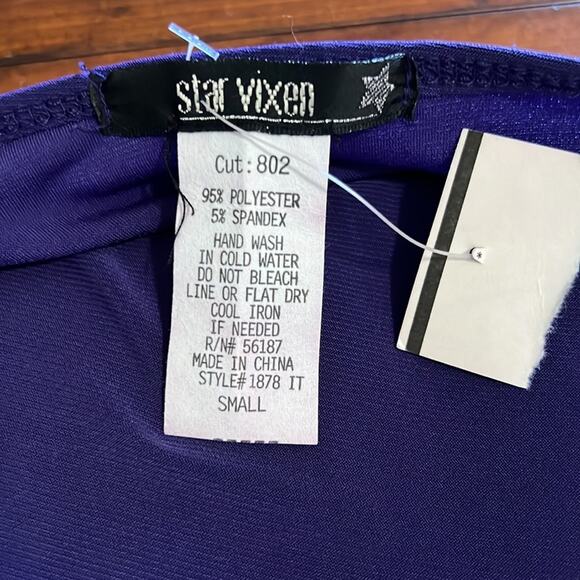 star vixen
Cut: 802
95% POLYESTER
5% SPANDEX
HAND WASH
IN COLD WATER
DO NOT BLEACH
LINE OR FLAT DRY
COOL IRON
IF NEEDED
R/N# 56187
MADE IN CHINA
STYLE# 1878 IT
SMALL